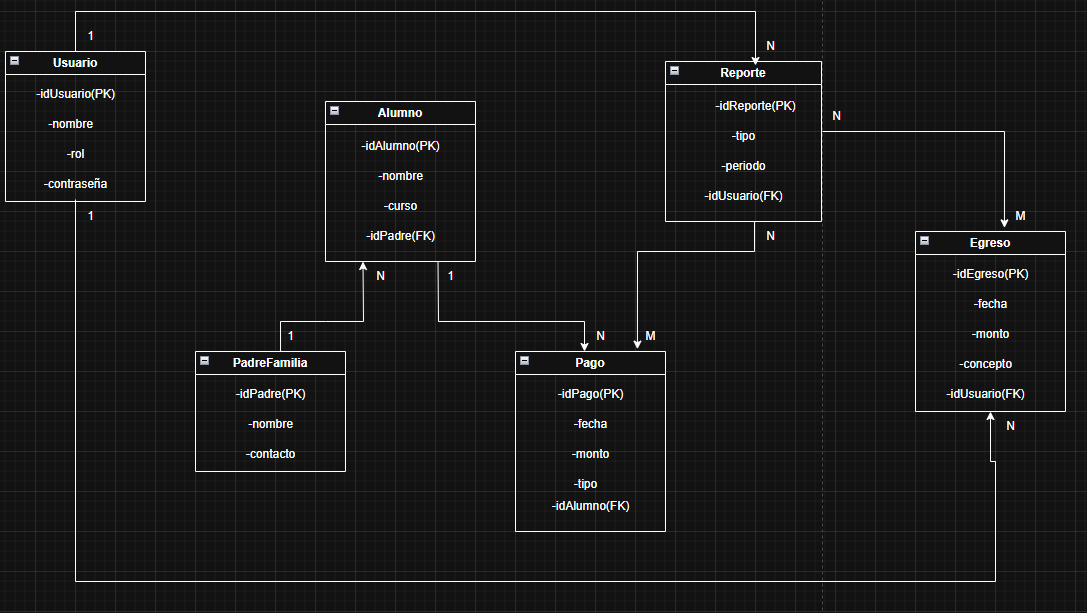 1
N
Usuario
-idUsuario(PK)
-nombre
-rol
-contraseña
1
Alumno
-idAlumno(PK)
-nombre
-curso
-idPadre(FK)
N
1
Reporte
-idReporte(PK)
-tipo
-periodo
-idUsuario(FK)
N
N
M
Egreso
-idEgreso(PK)
-fecha
-monto
-concepto
-idUsuario(FK)
N
1
PadreFamilia
-idPadre(PK)
-nombre
-contacto
N
M
Pago
-idPago(PK)
-fecha
-monto
-tipo
-idAlumno(FK)